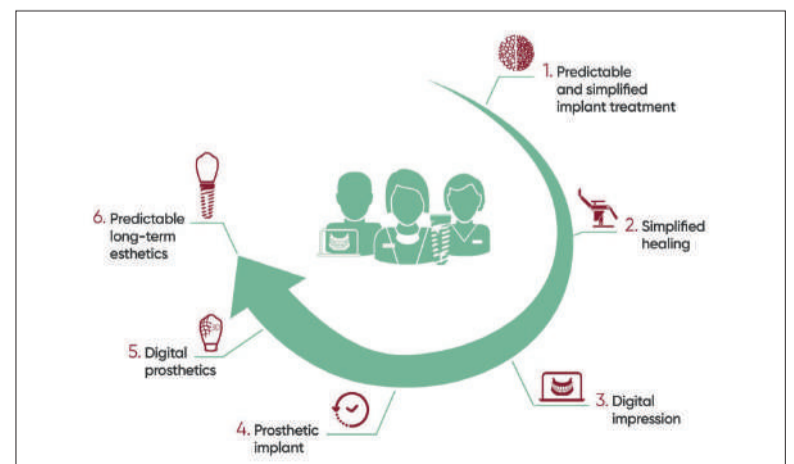 1. Predictable
and simplified
implant treatment
2. Simplified
healing
3. Digital
impression
4. Prosthetic
implant
5. Digital
prosthetics
6. Predictable
long-term
esthetics